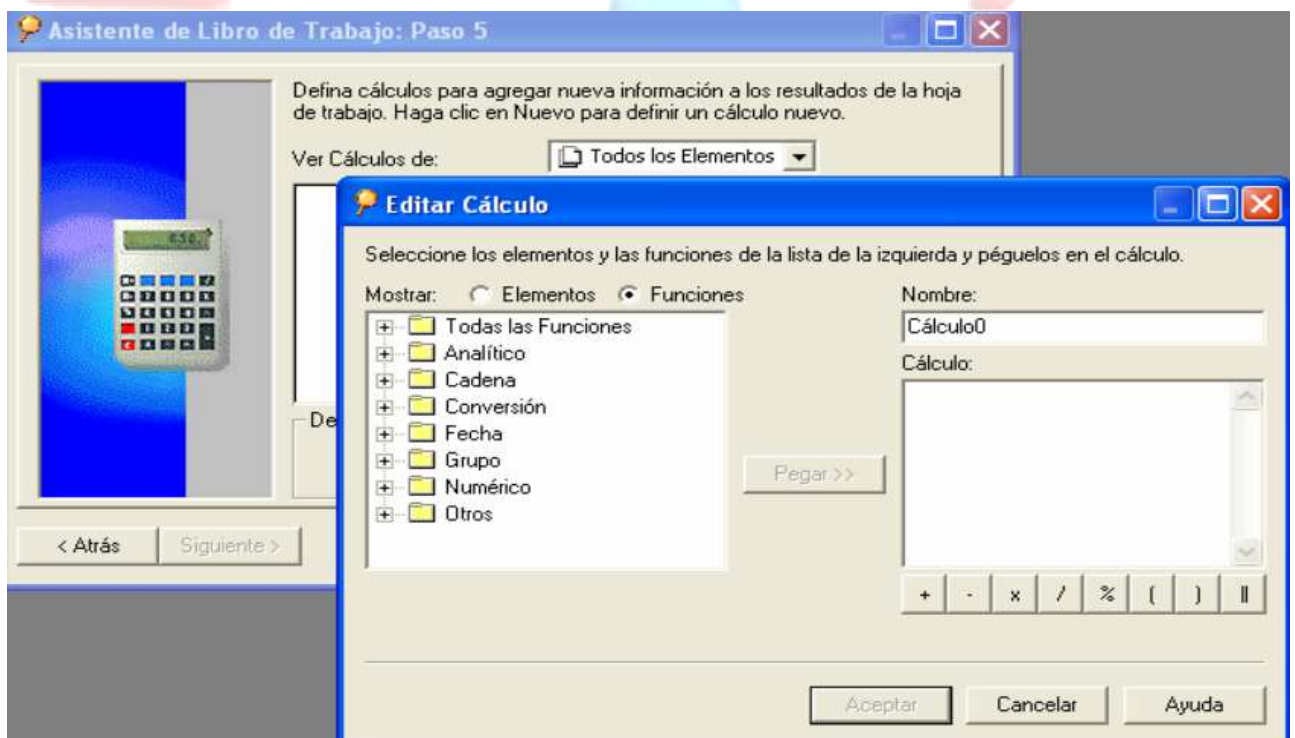 Asistente de Libro de Trabajo: Paso 5
Defina cálculos para agregar nueva información a los resultados de la hoja
de trabajo. Haga clic en Nuevo para definir un cálculo nuevo.
Ver Cálculos de: Todos los Elementos
650.
De
< Atrás Siguiente >
Editar Cálculo
Seleccione los elementos y las funciones de la lista de la izquierda y péguelos en el cálculo.
Mostrar: Elementos Funciones
Todas las Funciones
Analítico
Cadena
Conversión
Fecha
Grupo
Numérico
Otros
Pegar >>
Nombre:
Cálculo0
Cálculo:
+ - x / % ( ) ||
Aceptar Cancelar Ayuda